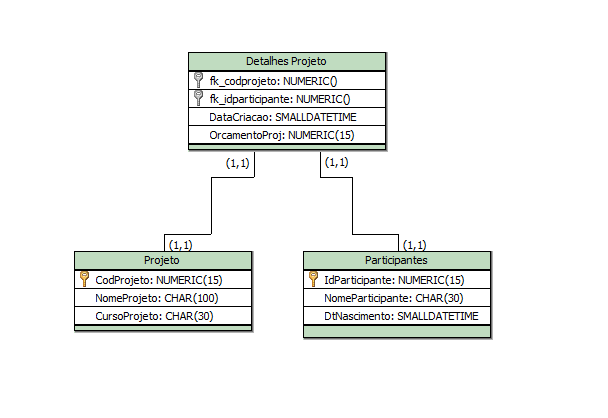 Detalhes Projeto
fk_codprojeto: NUMERIC()
fk_idparticipante: NUMERIC()
DataCriacao: SMALLDATETIME
OrcamentoProj: NUMERIC(15)
(1,1)
(1,1)
(1,1)
(1,1)
Projeto
CodProjeto: NUMERIC(15)
NomeProjeto: CHAR(100)
CursoProjeto: CHAR(30)
Participantes
IdParticipante: NUMERIC(15)
NomeParticipante: CHAR(30)
DtNascimento: SMALLDATETIME